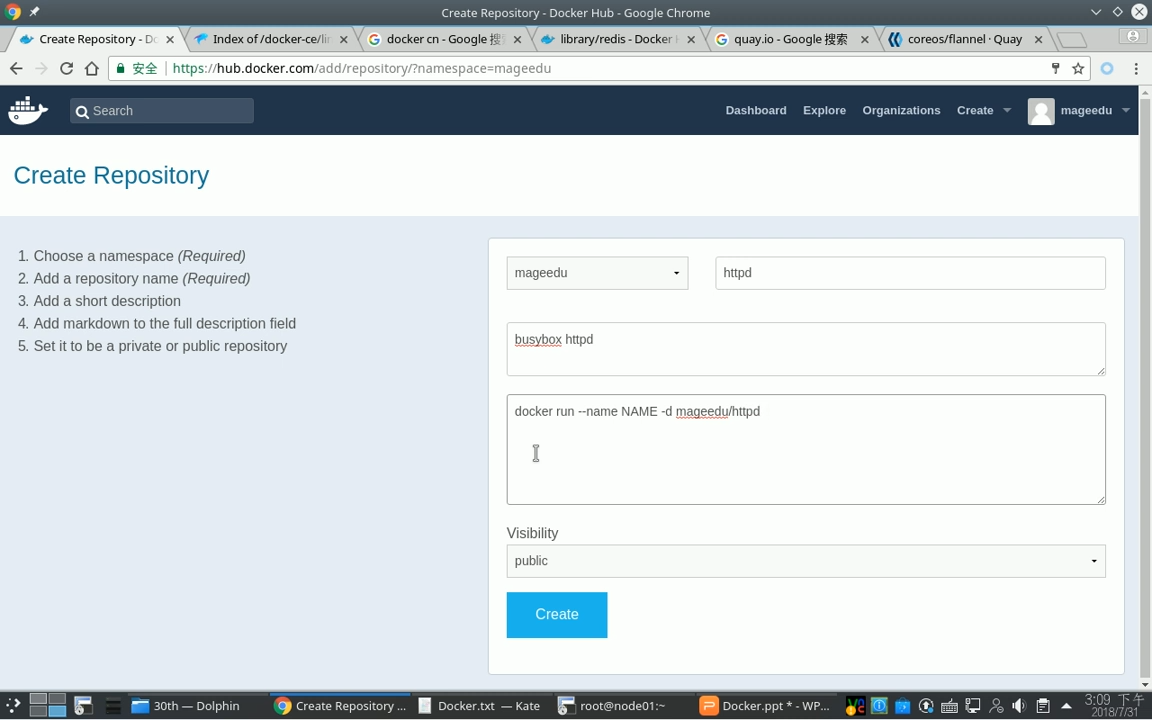 Create Repository - Docker Hub - Google Chrome
Create Repository - Do
Index of /docker-ce/lin
docker cn - Google 搜
library/redis - Docker H
quay.io - Google 搜索
coreos/flannel · Quay
安全
https://hub.docker.com/add/repository/?namespace=mageedu
Search
Dashboard
Explore
Organizations
Create
mageedu
Create Repository
1. Choose a namespace (Required)
2. Add a repository name (Required)
3. Add a short description
4. Add markdown to the full description field
5. Set it to be a private or public repository
mageedu
httpd
busybox httpd
docker run --name NAME -d mageedu/httpd
Visibility
public
Create
30th — Dolphin
Create Repository ...
Docker.txt — Kate
root@node01:~
Docker.ppt * - WP...
3:09 下午
2018/7/31